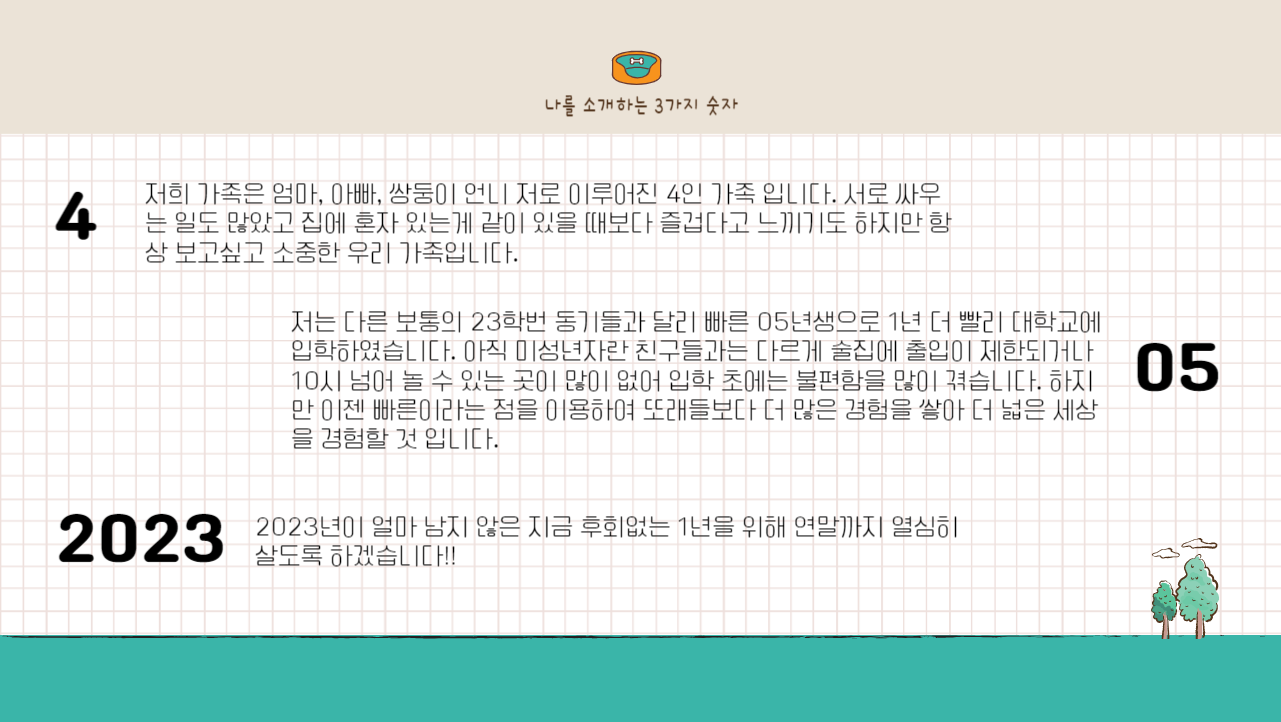 나를 소개하는 3가지 숫자
4
저희 가족은 엄마, 아빠, 쌍둥이 언니 저로 이루어진 4인 가족 입니다. 서로 싸우
는 일도 많았고 집에 혼자 있는게 같이 있을 때보다 즐겁다고 느끼기도 하지만 항
상 보고싶고 소중한 우리 가족입니다.
저는 다른 보통의 23학번 동기들과 달리 빠른 05년생으로 1년 더 빨리 대학교에
입학하였습니다. 아직 미성년자란 친구들과는 다르게 술집에 출입이 제한되거나
10시 넘어 놀 수 있는 곳이 많이 없어 입학 초에는 불편함을 많이 겪습니다. 하지
만 이젠 빠른이라는 점을 이용하여 또래들보다 더 많은 경험을 쌓아 더 넓은 세상
을 경험할 것 입니다.
05
2023
2023년이 얼마 남지 않은 지금 후회없는 1년을 위해 연말까지 열심히
살도록 하겠습니다!!